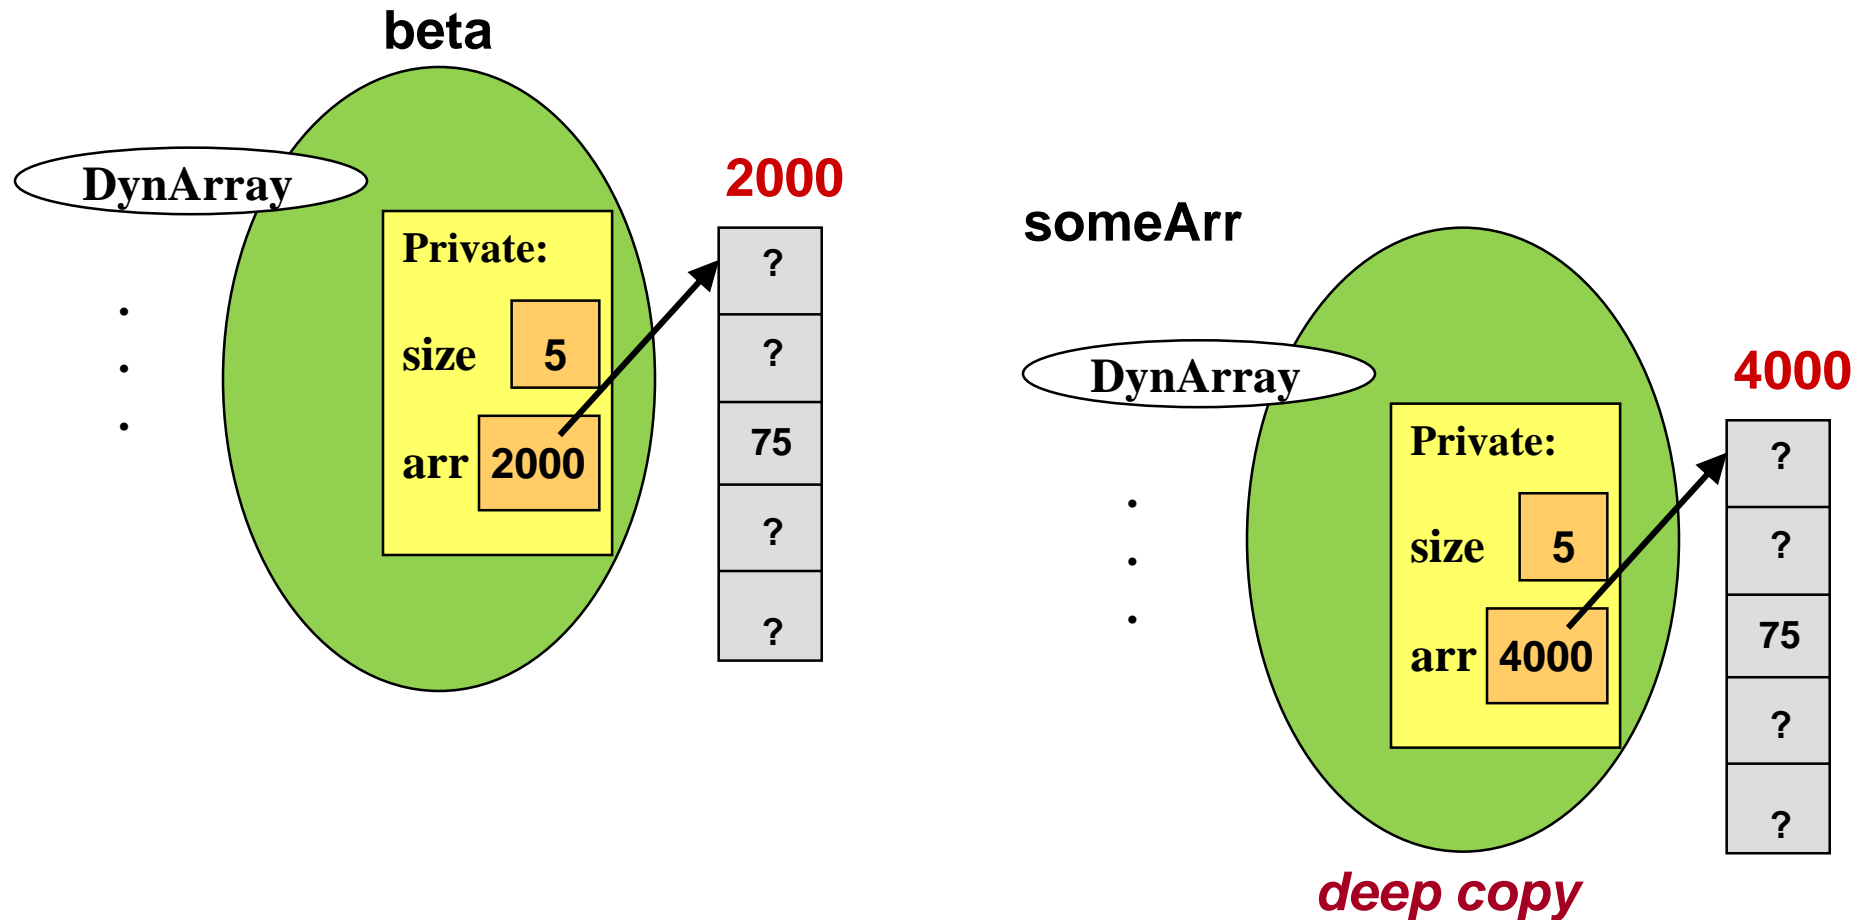 beta
DynArray
2000
Private:
size 5
arr 2000
?
?
75
?
?
.
.
.
someArr
DynArray
4000
Private:
size 5
arr 4000
?
?
75
?
?
.
.
.
deep copy